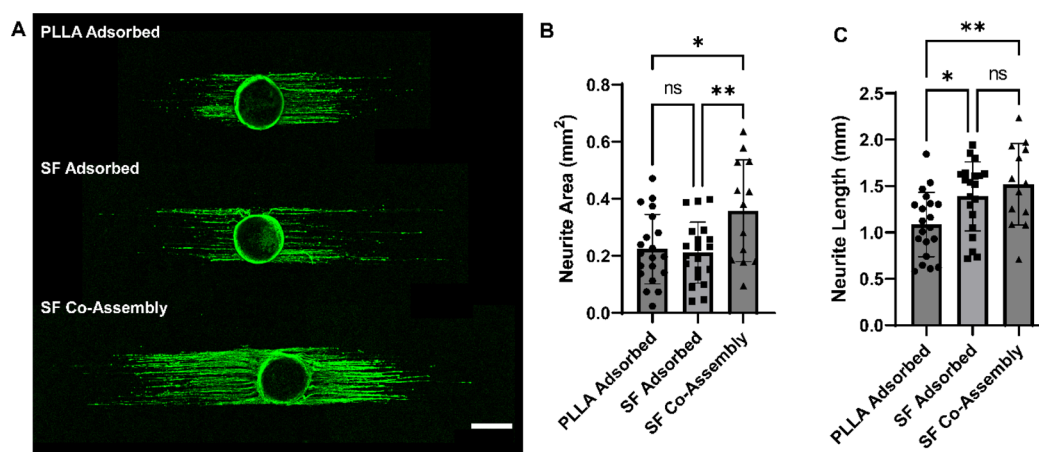 A
PLLA Adsorbed
SF Adsorbed
SF Co-Assembly
B
*
ns
**
Neurite Area (mm²)
0.8
0.6
0.4
0.2
0.0
PLLA Adsorbed
SF Adsorbed
SF Co-Assembly
C
**
*
ns
Neurite Length (mm)
2.5
2.0
1.5
1.0
0.5
0.0
PLLA Adsorbed
SF Adsorbed
SF Co-Assembly